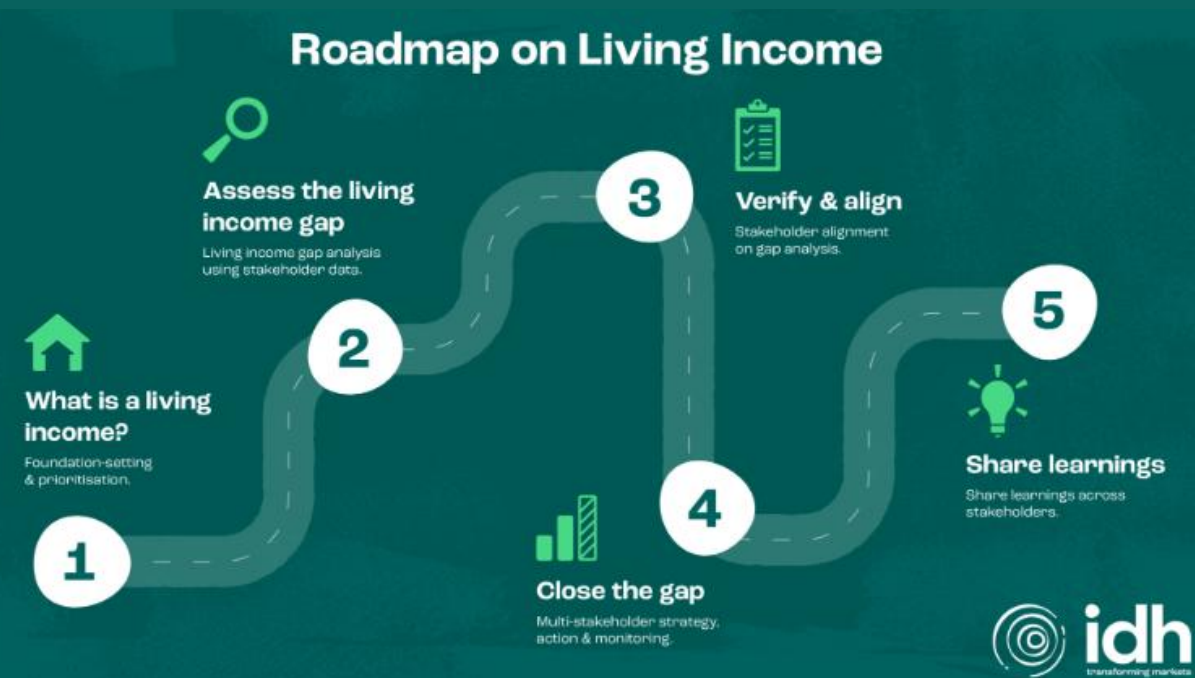 Roadmap on Living Income
1
What is a living
income?
Foundation-setting
& prioritisation.
2
Assess the living
income gap
Living income gap analysis
using stakeholder data.
3
Verify & align
Stakeholder alignment
on gap analysis.
4
Close the gap
Multi-stakeholder strategy,
action & monitoring.
5
Share learnings
Share learnings across
stakeholders.
idh
transforming markets